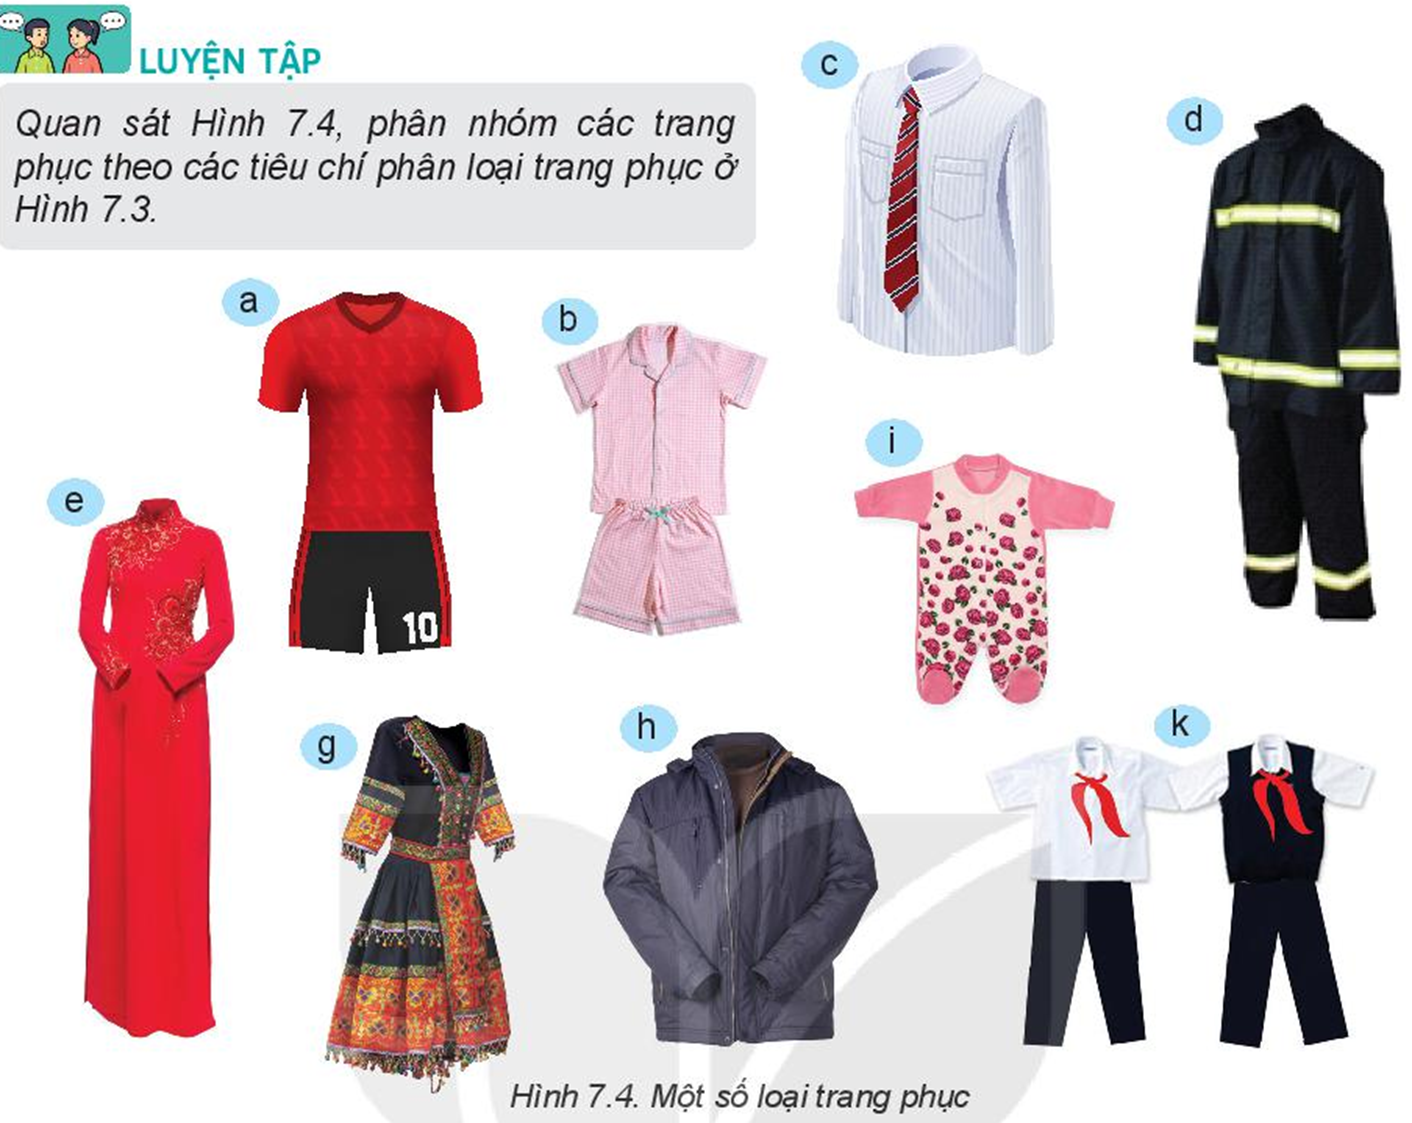 LUYỆN TẬP
Quan sát Hình 7.4, phân nhóm các trang
phục theo các tiêu chí phân loại trang phục ở
Hình 7.3.
a
b
c
d
e
10
g
h
i
k
Hình 7.4. Một số loại trang phục